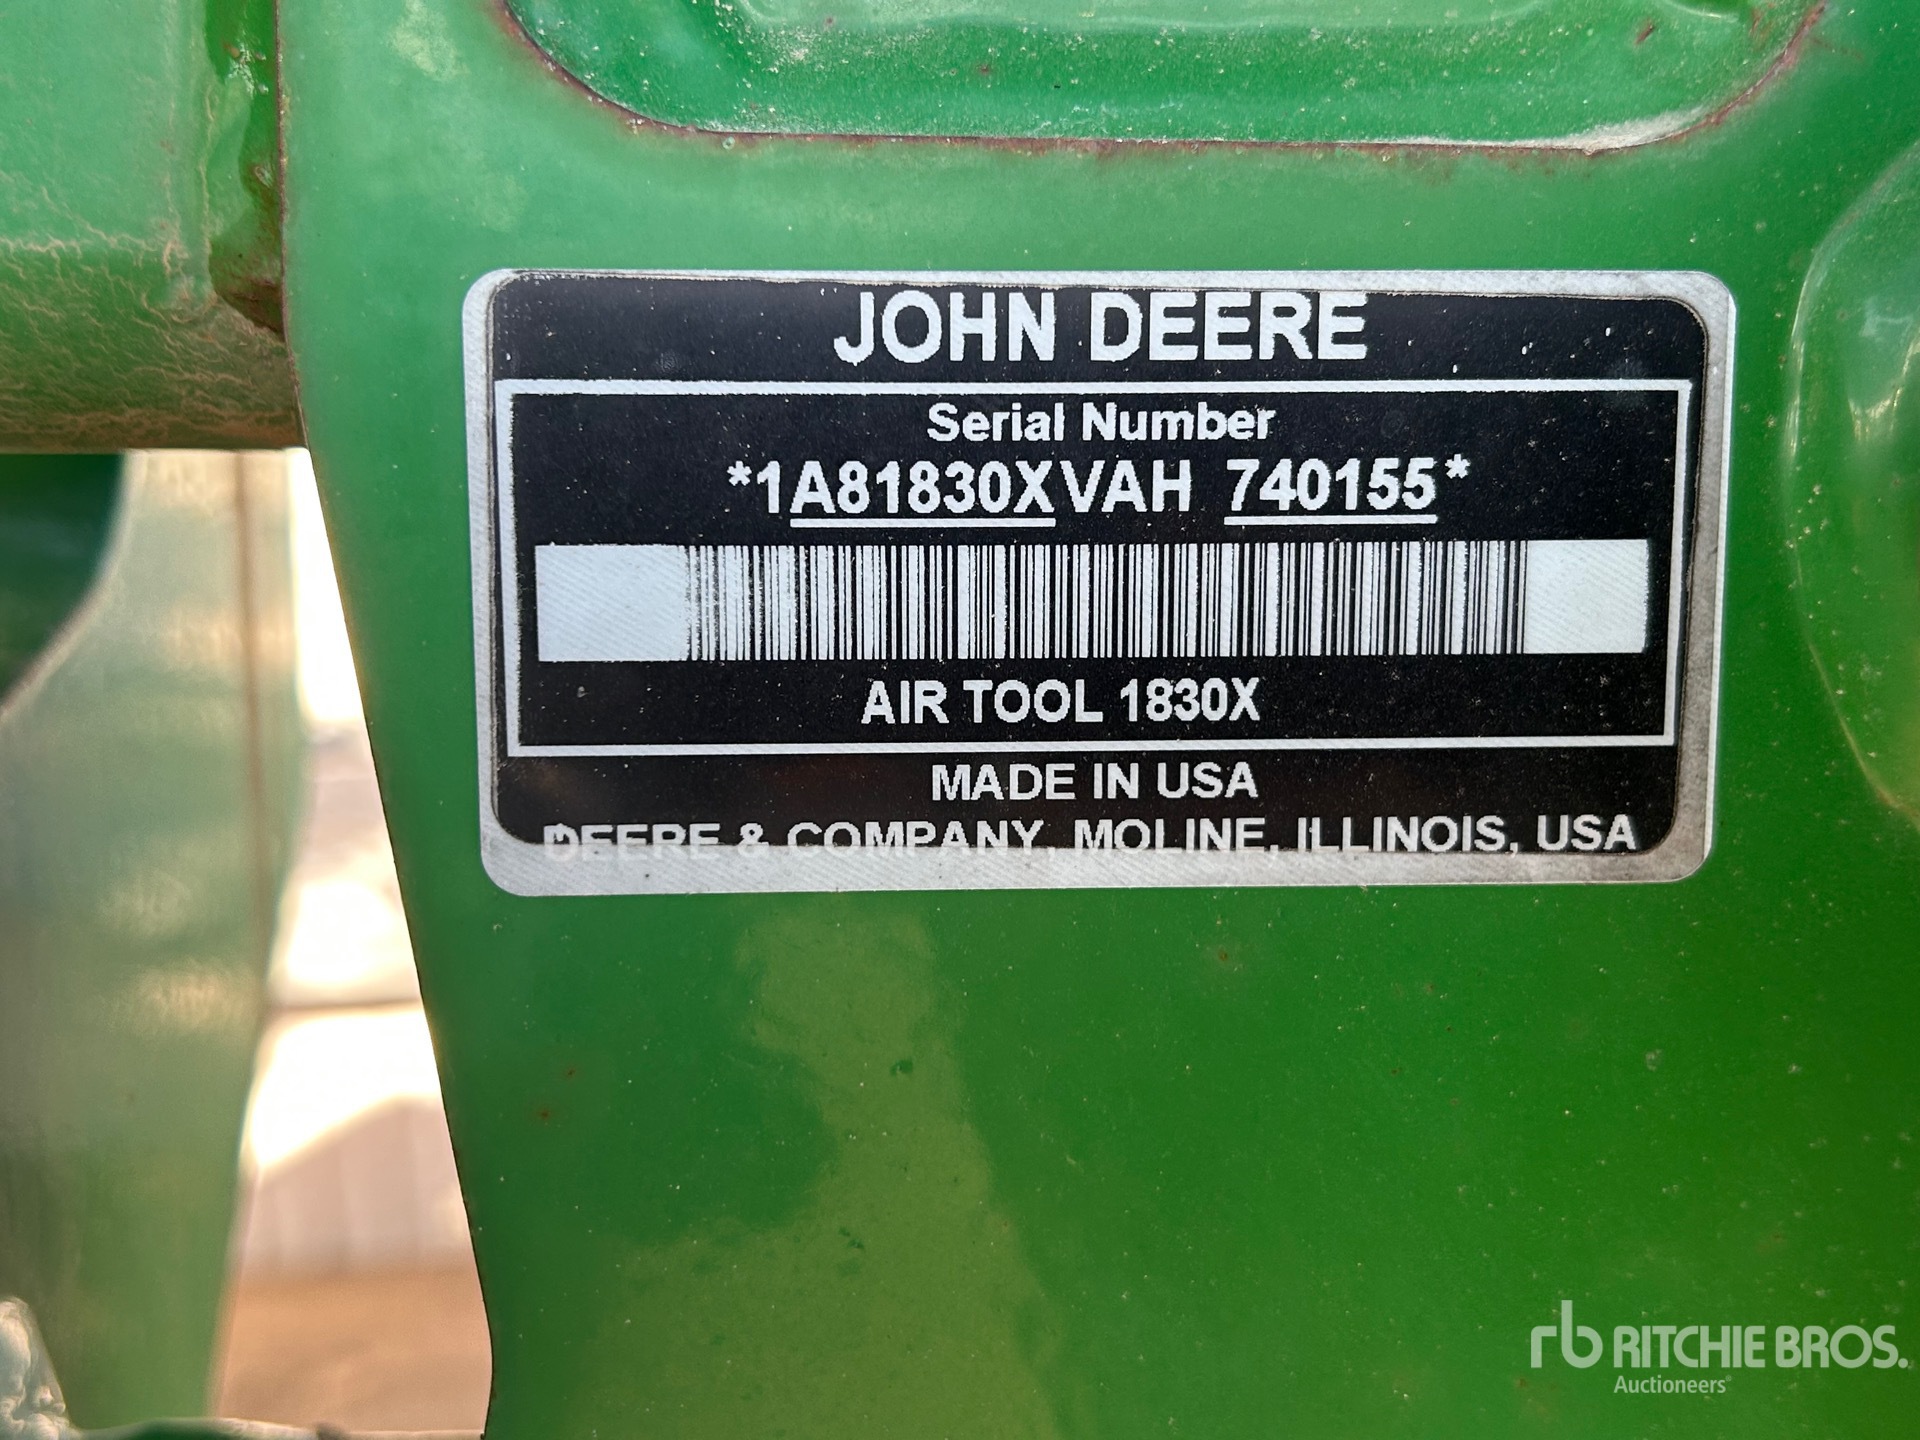 JOHN DEERE
Serial Number
*1A81830XVAH 740155*
AIR TOOL 1830X
MADE IN USA
DEERE & COMPANY, MOLINE, ILLINOIS, USA
rb RITCHIE BROS.
Auctioneers